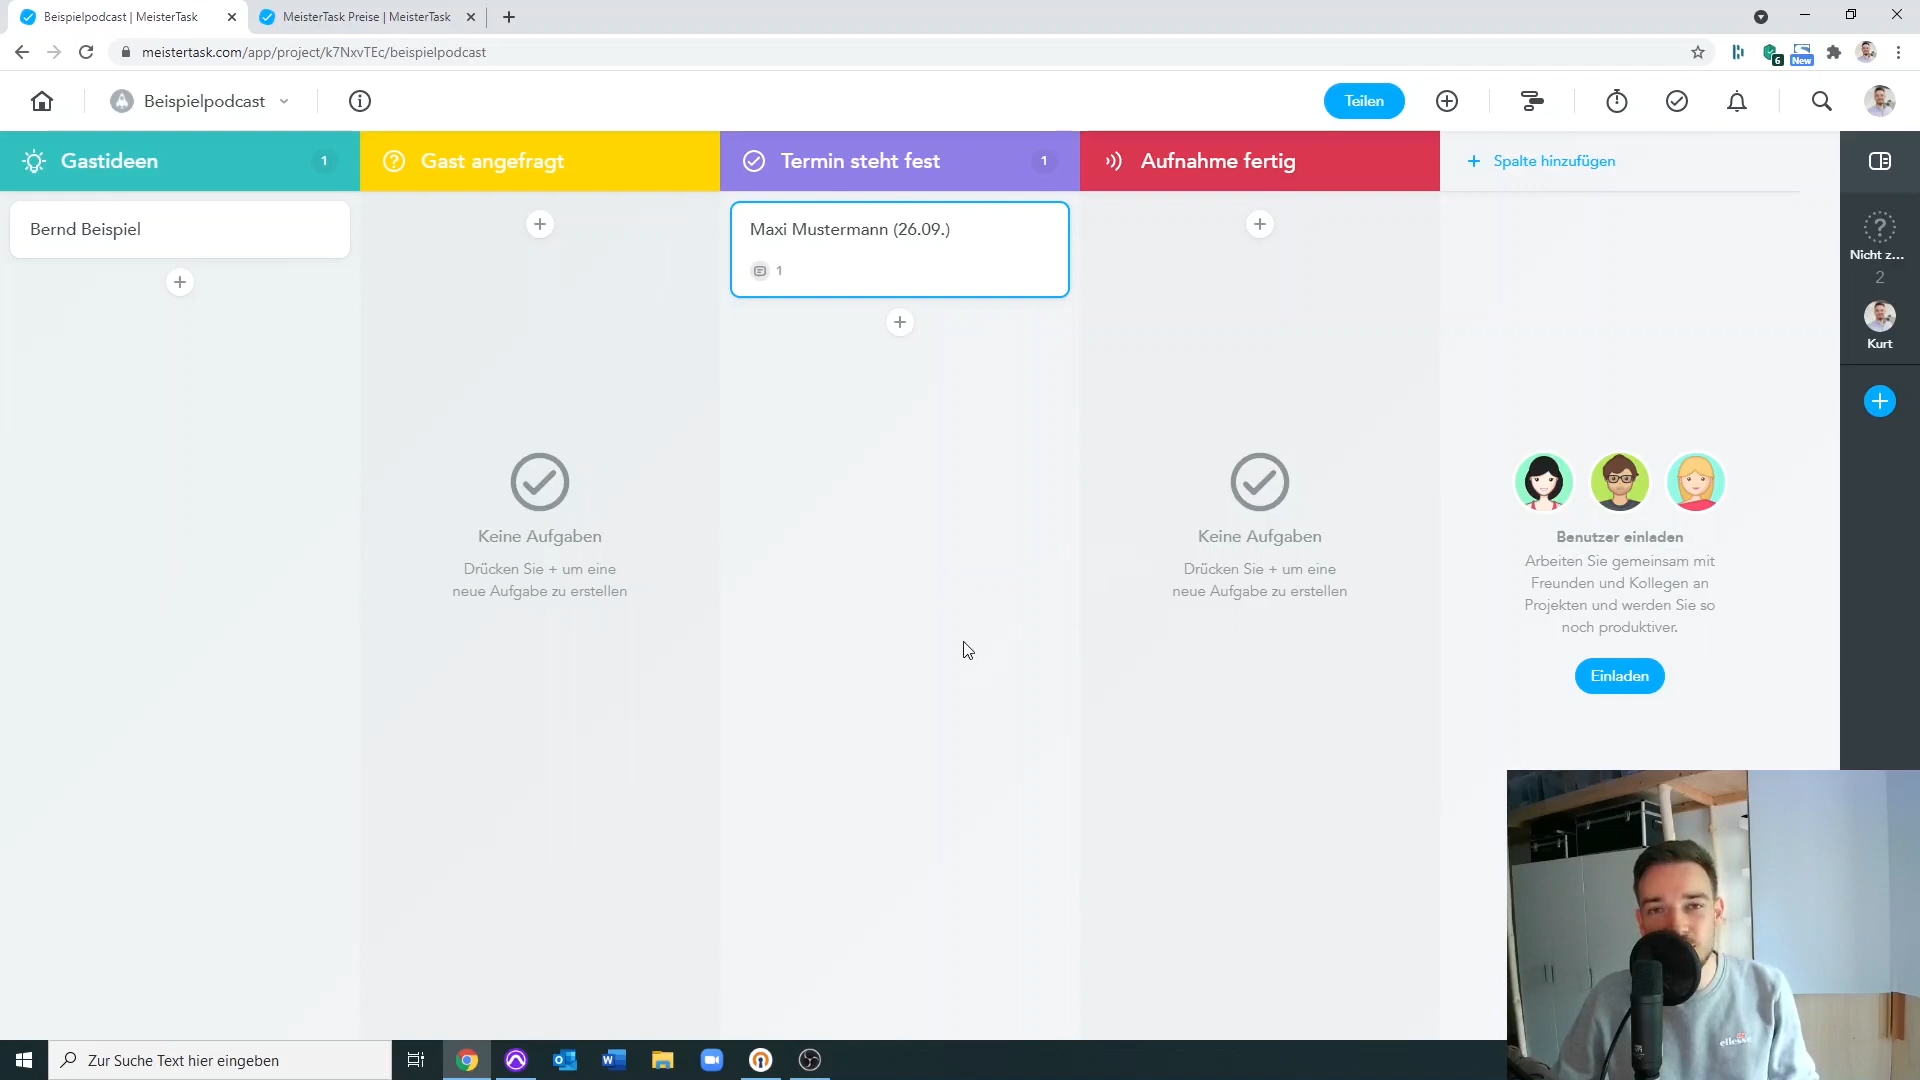 Beispielpodcast | MeisterTask
MeisterTask Preise | MeisterTask
meistertask.com/app/project/k7NxvTEc/beispielpodcast
6
New
Beispielpodcast
Teilen
Gastideen 1
Gast angefragt
Termin steht fest 1
Aufnahme fertig
+ Spalte hinzufügen
Bernd Beispiel
Maxi Mustermann (26.09.)
1
Nicht z...
2
Kurt
Keine Aufgaben
Drücken Sie + um eine
neue Aufgabe zu erstellen
Keine Aufgaben
Drücken Sie + um eine
neue Aufgabe zu erstellen
Benutzer einladen
Arbeiten Sie gemeinsam mit
Freunden und Kollegen an
Projekten und werden Sie so
noch produktiver.
Einladen
ellesse
Zur Suche Text hier eingeben